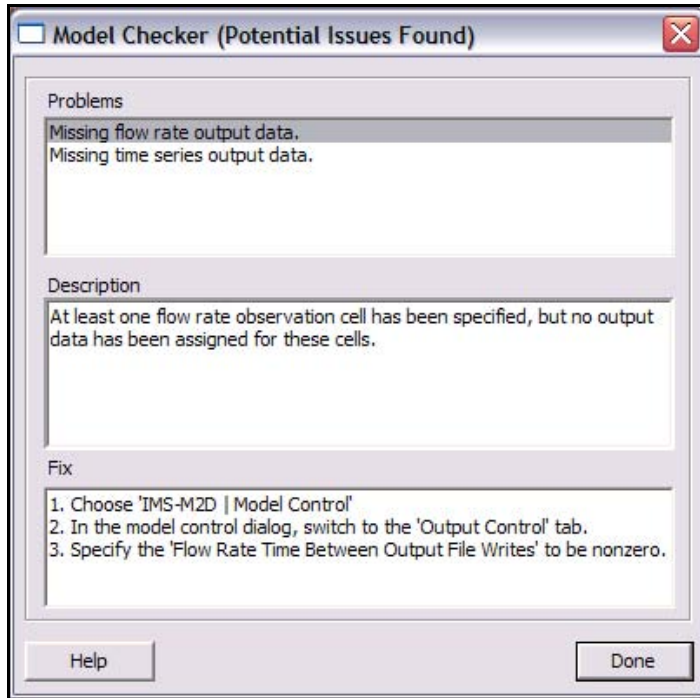 Model Checker (Potential Issues Found)
Problems
Missing flow rate output data.
Missing time series output data.
Description
At least one flow rate observation cell has been specified, but no output
data has been assigned for these cells.
Fix
1. Choose 'IMS-M2D | Model Control'
2. In the model control dialog, switch to the 'Output Control' tab.
3. Specify the 'Flow Rate Time Between Output File Writes' to be nonzero.
Help
Done